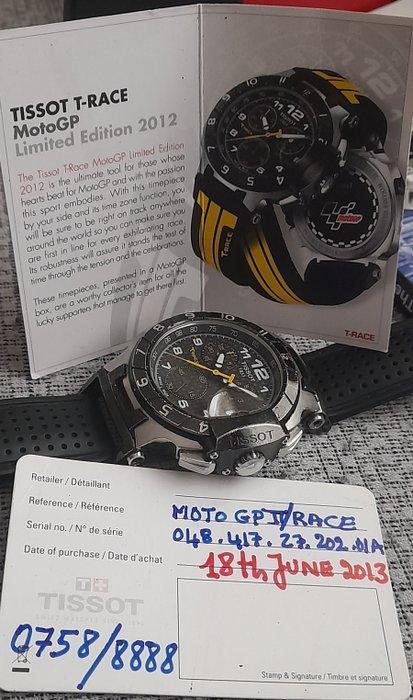 TISSOT T-RACE
MotoGP
Limited Edition 2012
The Tissot T-Race MotoGP Limited Edition
2012 is the ultimate tool for those whose
hearts beat for MotoGP and with the passion
this sport embodies. With this timepiece
by your side and its time zone function, you
will be sure to be right on track anywhere
around the world so you can make sure you
are first in line for every exhilarating race.
Its robustness will assure it stands the test of
time through the tension and the celebrations.
These timepieces, presented in a MotoGP
box, are a worthy collector's item for all the
lucky supporters that manage to get there first.
T-RACE
T-RACE
12
TISSOT
Retailer / Détaillant
Reference / Référence
Serial no. / N° de série
Date of purchase / Date d'achat
MOTO GP T/RACE
048.417.27.202.01A
18th JUNE 2013
T+
TISSOT
0758/8888
Stamp & Signature / Timbre et signature